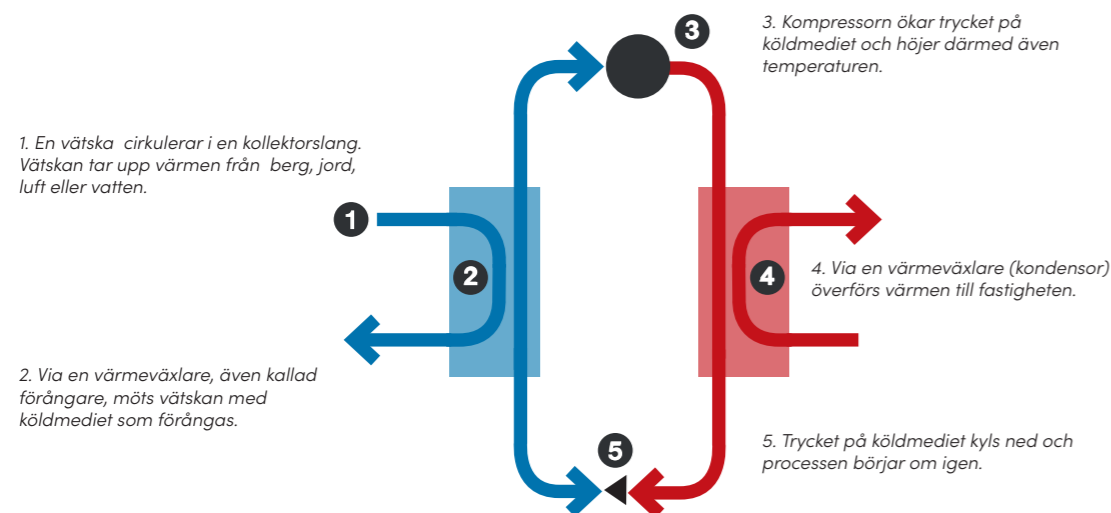 1. En vätska  cirkulerar i en kollektorslang.
Vätskan tar upp värmen från  berg, jord,
luft eller vatten.
2. Via en värmeväxlare, även kallad
förångare, möts vätskan med
köldmediet som förångas.
3. Kompressorn ökar trycket på
köldmediet och höjer därmed även
temperaturen.
4. Via en värmeväxlare (kondensor)
överförs värmen till fastigheten.
5. Trycket på köldmediet kyls ned och
processen börjar om igen.
1
2
3
4
5